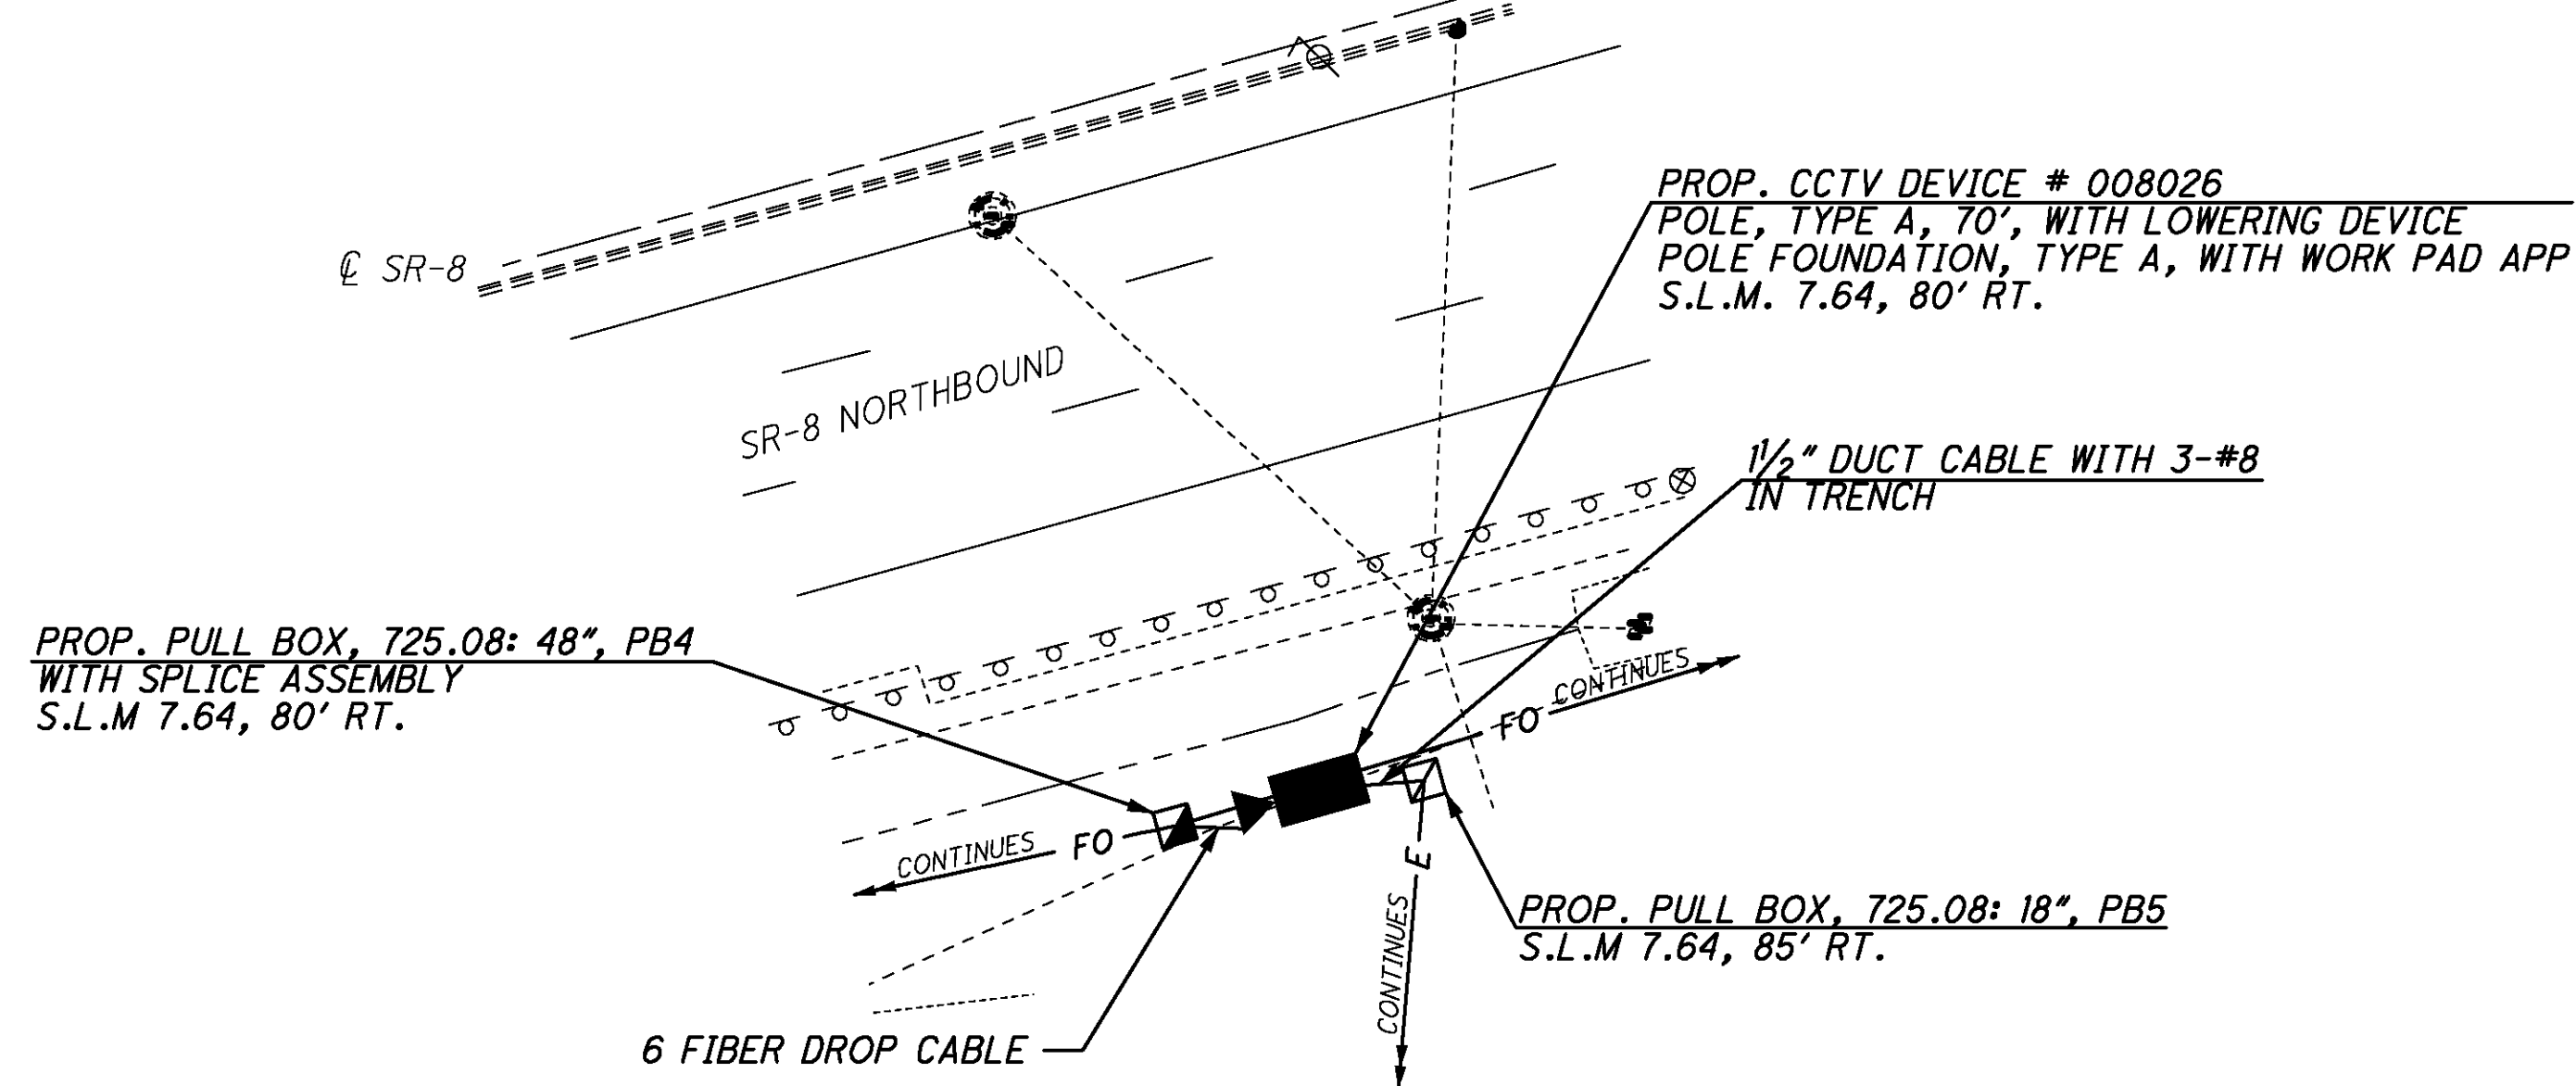 ℄ SR-8
SR-8 NORTHBOUND
PROP. CCTV DEVICE # 008026
POLE, TYPE A, 70', WITH LOWERING DEVICE
POLE FOUNDATION, TYPE A, WITH WORK PAD APP
S.L.M. 7.64, 80' RT.
1½" DUCT CABLE WITH 3-#8
IN TRENCH
PROP. PULL BOX, 725.08: 48", PB4
WITH SPLICE ASSEMBLY
S.L.M 7.64, 80' RT.
CONTINUES
FO
CONTINUES
FO
E
CONTINUES
PROP. PULL BOX, 725.08: 18", PB5
S.L.M 7.64, 85' RT.
6 FIBER DROP CABLE